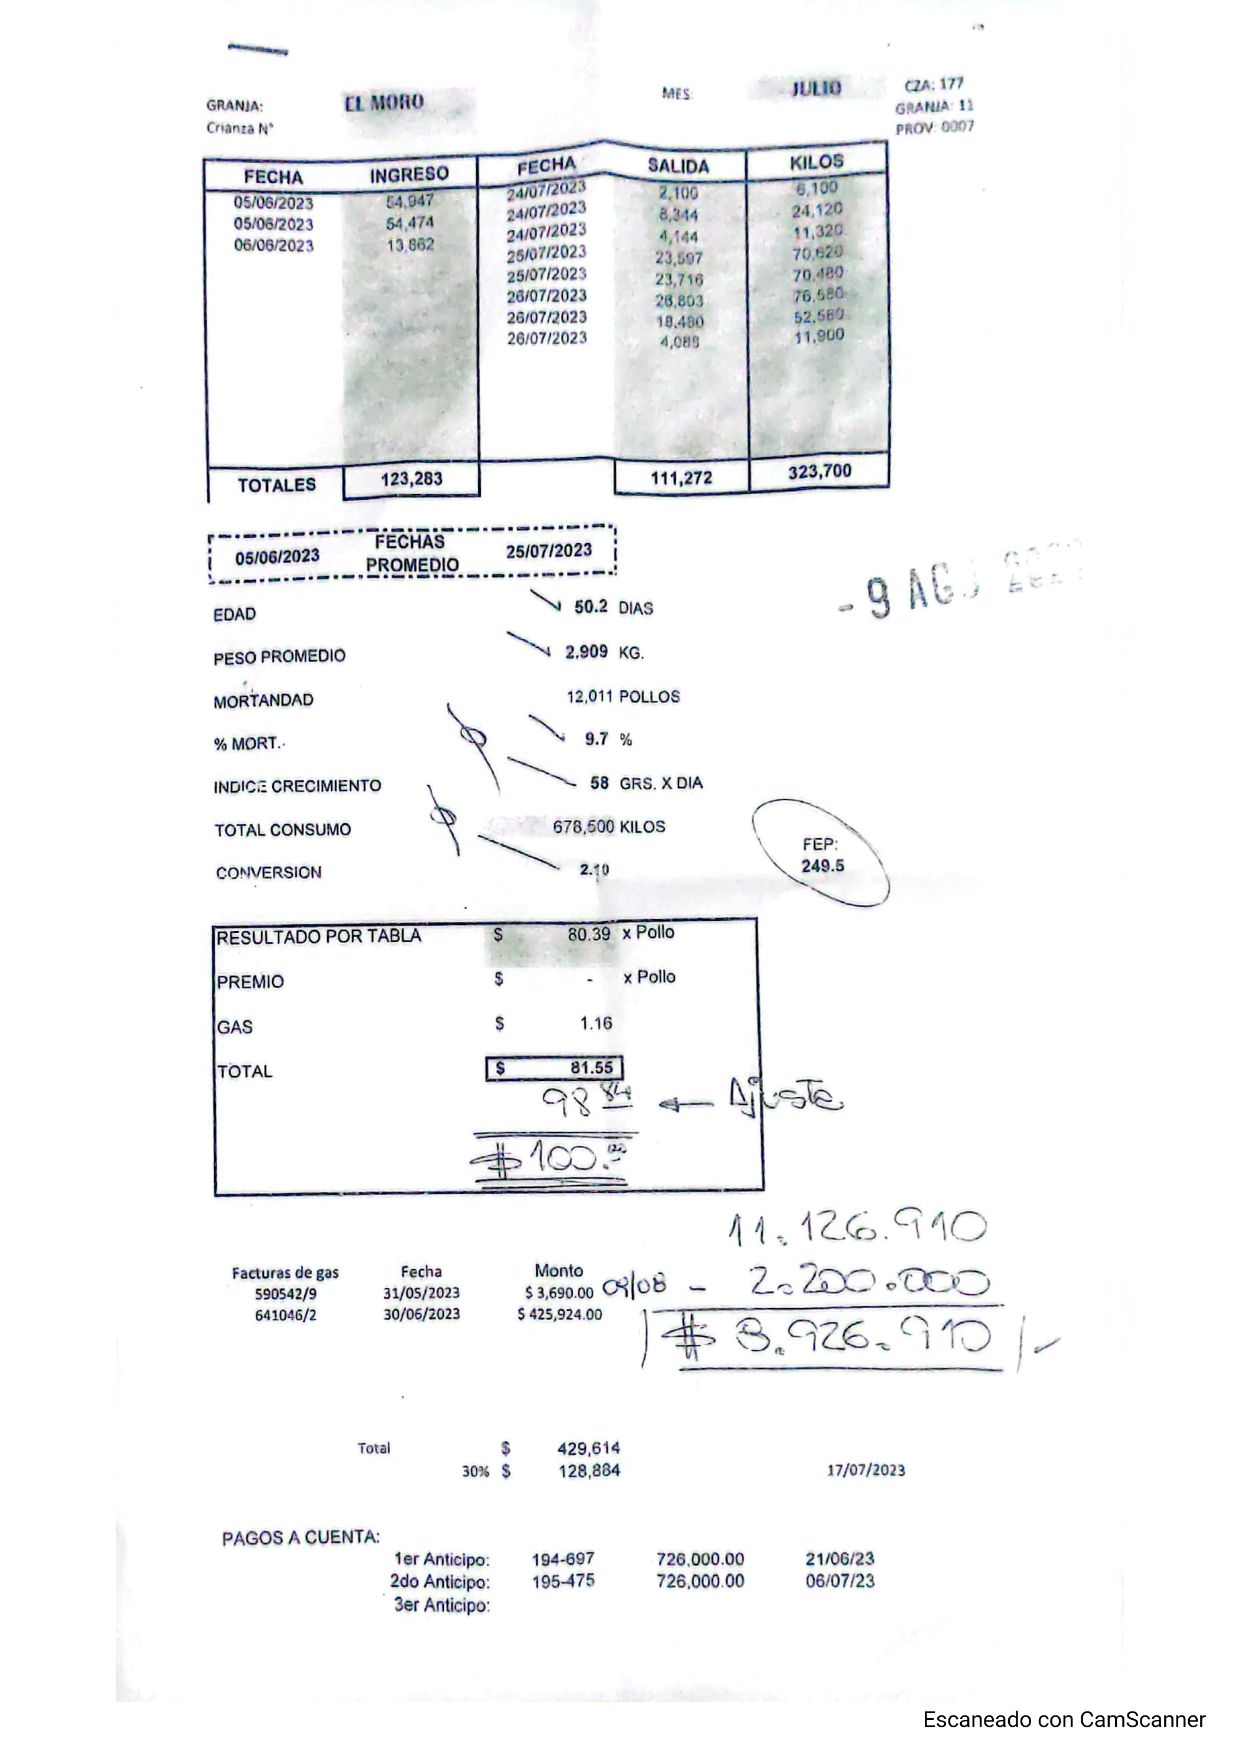 GRANJA: EL MORO MES: JULIO CZA: 177
Crianza N° GRANJA: 11
PROV: 0007
FECHA INGRESO FECHA SALIDA KILOS
05/06/2023 54,947 24/07/2023 2,100 6,100
05/06/2023 54,474 24/07/2023 8,344 24,120
06/06/2023 13,862 24/07/2023 4,144 11,320
25/07/2023 23,597 70,620
25/07/2023 23,716 70,480
26/07/2023 26,803 76,580
26/07/2023 18,480 52,580
26/07/2023 4,088 11,900
TOTALES 123,283 111,272 323,700
05/06/2023 FECHAS PROMEDIO 25/07/2023
- 9 AGO
EDAD 50.2 DIAS
PESO PROMEDIO 2.909 KG.
MORTANDAD 12,011 POLLOS
% MORT. 9.7 %
INDICE CRECIMIENTO 58 GRS. X DIA
TOTAL CONSUMO 678,500 KILOS
CONVERSION 2.10
FEP:
249.5
RESULTADO POR TABLA $ 80.39 x Pollo
PREMIO $ - x Pollo
GAS $ 1.16
TOTAL $ 81.55
98 84 ← Ajuste
$ 100.00
11.126.910
Facturas de gas Fecha Monto
590542/9 31/05/2023 $ 3,690.00 09/08 - 2.200.000
641046/2 30/06/2023 $ 425,924.00
$ 8.926.910
Total $ 429,614
30% $ 128,884 17/07/2023
PAGOS A CUENTA:
1er Anticipo: 194-697 726,000.00 21/06/23
2do Anticipo: 195-475 726,000.00 06/07/23
3er Anticipo:
Escaneado con CamScanner